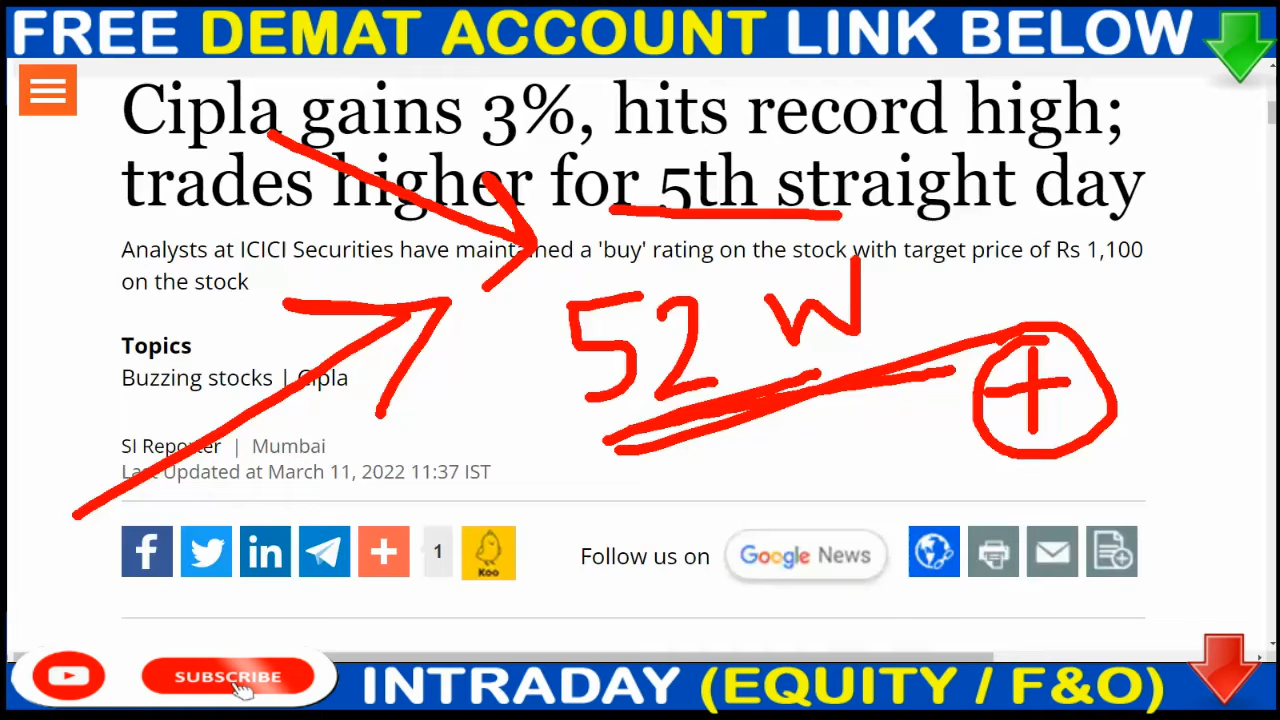 FREE DEMAT ACCOUNT LINK BELOW
Cipla gains 3%, hits record high;
trades higher for 5th straight day
Analysts at ICICI Securities have maintained a 'buy' rating on the stock with target price of Rs 1,100
on the stock
52 W
+
Topics
Buzzing stocks | Cipla
SI Reporter | Mumbai
Last Updated at March 11, 2022 11:37 IST
f in + 1 Koo Follow us on Google News
SUBSCRIBE INTRADAY (EQUITY / F&O)